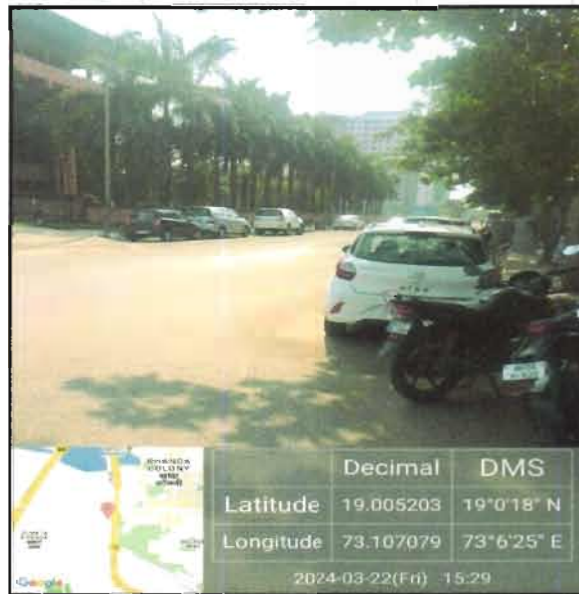 KHANDA
COLONY
Decimal DMS
Latitude 19.005203 19°0'18" N
Longitude 73.107079 73°6'25" E
2024-03-22(Fri) 15:29
Google